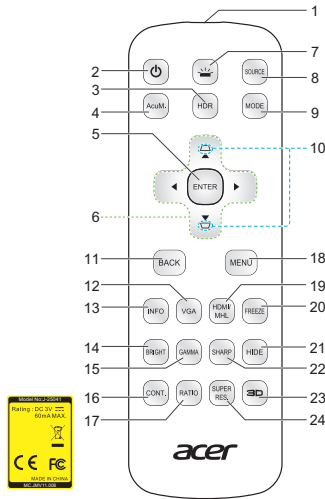 1
2
7
SOURCE
8
3
4
AcuM.
HDR
MODE
9
5
10
ENTER
6
11
BACK
MENU
18
12
19
13
INFO
VGA
HDMI/
MHL
FREEZE
20
14
BRIGHT
GAMMA
SHARP
HIDE
21
15
22
16
CONT.
RATIO
SUPER
RES.
3D
23
17
24
acer
Model No:J-25041
Rating : DC 3V
60mA MAX.
CE FC
MADE IN CHINA
MC.JMV11.006